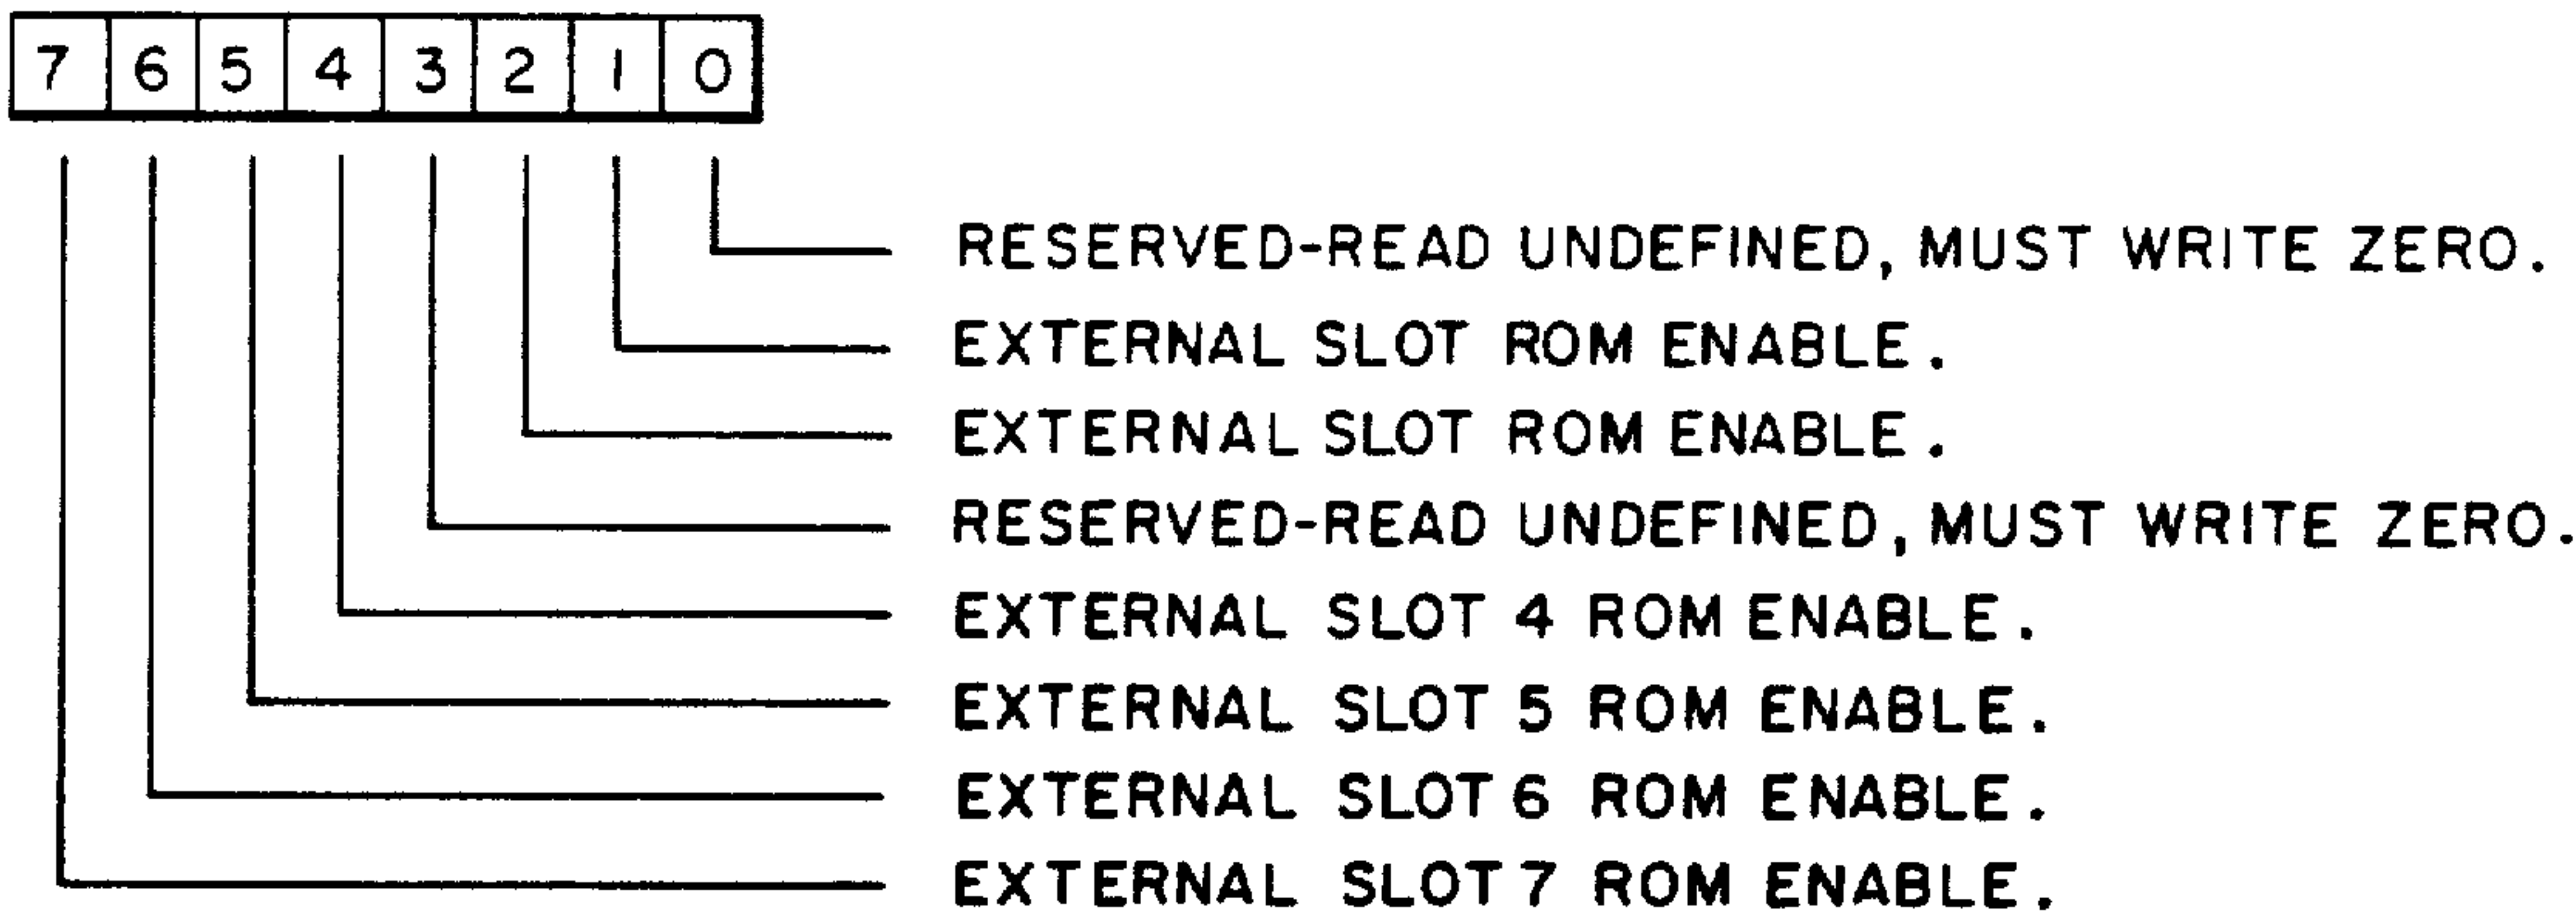 7 6 5 4 3 2 1 0
RESERVED-READ UNDEFINED, MUST WRITE ZERO.
EXTERNAL SLOT ROM ENABLE.
EXTERNAL SLOT ROM ENABLE.
RESERVED-READ UNDEFINED, MUST WRITE ZERO.
EXTERNAL SLOT 4 ROM ENABLE.
EXTERNAL SLOT 5 ROM ENABLE.
EXTERNAL SLOT 6 ROM ENABLE.
EXTERNAL SLOT 7 ROM ENABLE.